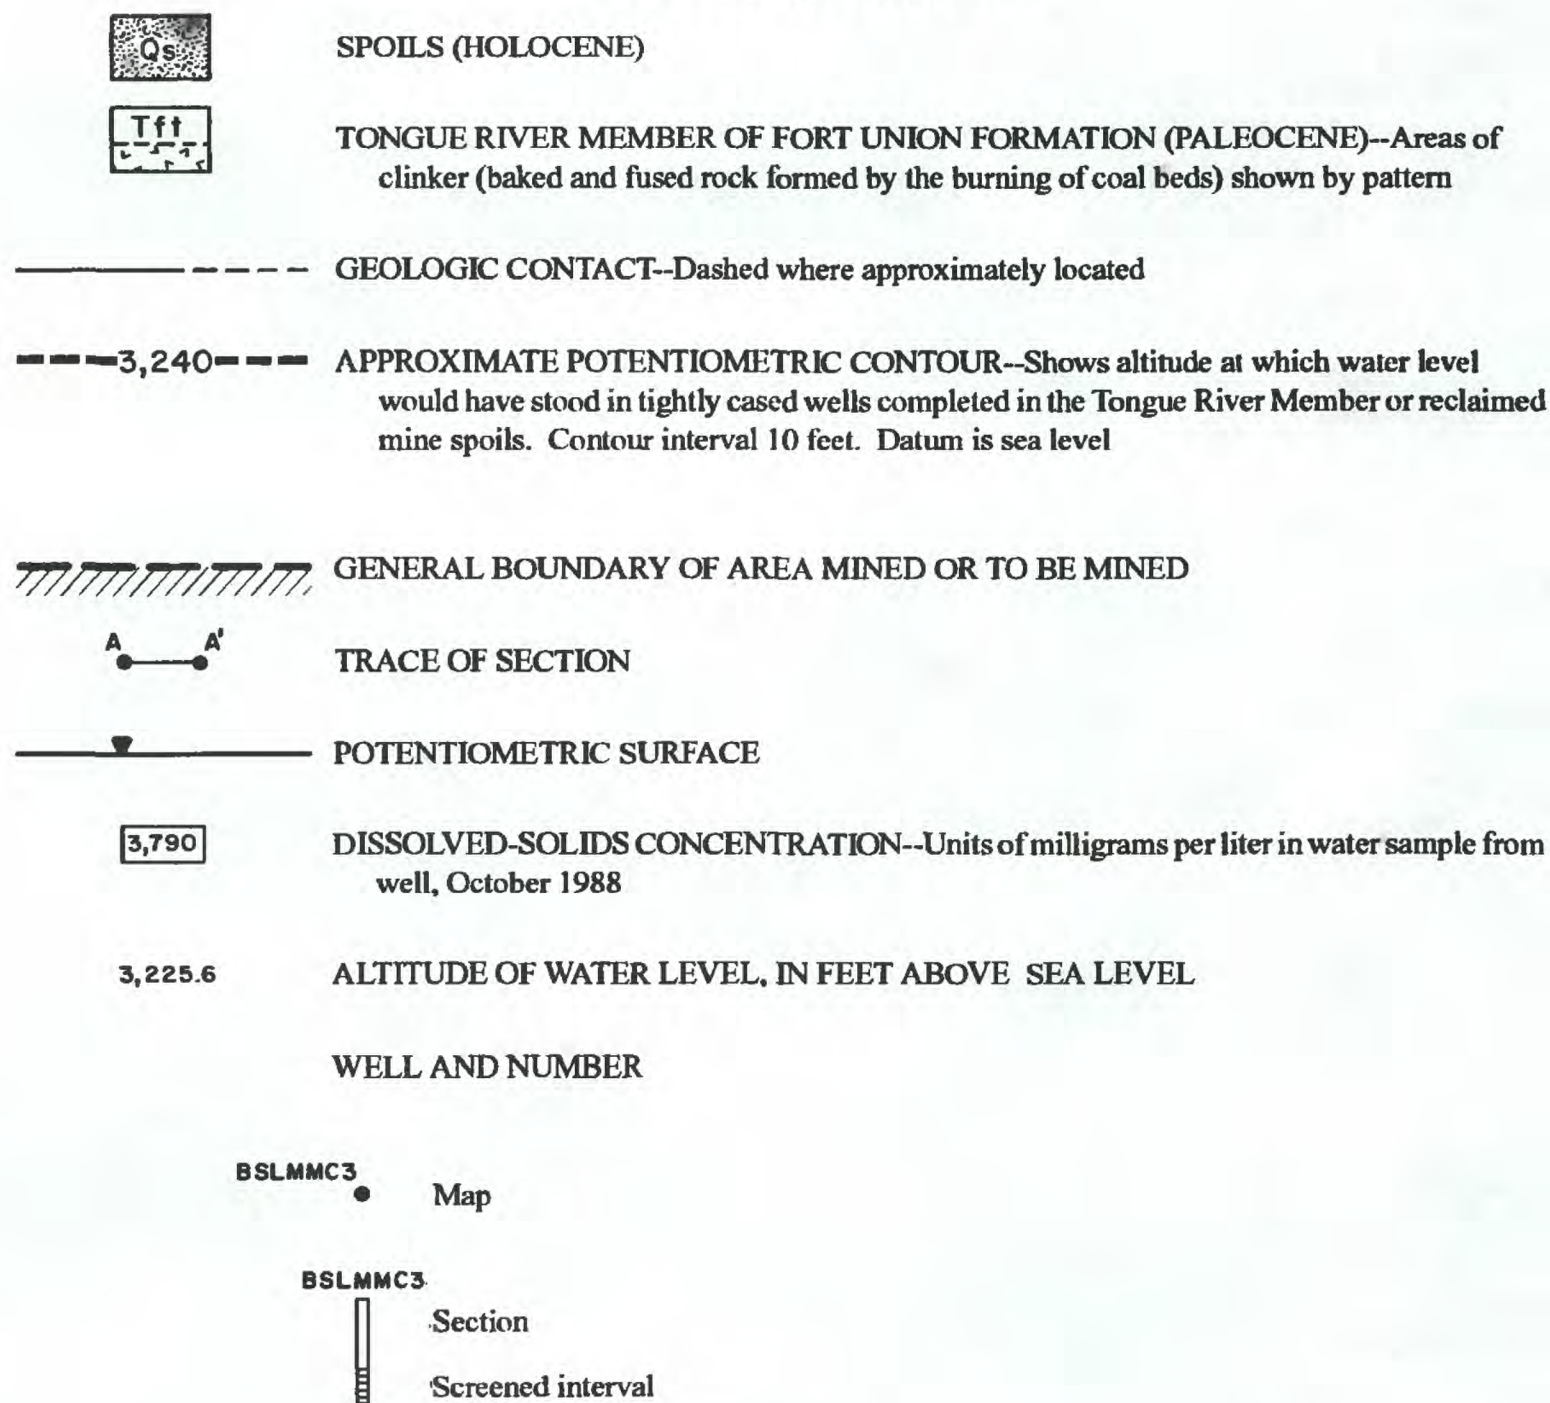 Qs SPOILS (HOLOCENE)
Tft TONGUE RIVER MEMBER OF FORT UNION FORMATION (PALEOCENE)--Areas of
clinker (baked and fused rock formed by the burning of coal beds) shown by pattern
GEOLOGIC CONTACT--Dashed where approximately located
3,240 APPROXIMATE POTENTIOMETRIC CONTOUR--Shows altitude at which water level
would have stood in tightly cased wells completed in the Tongue River Member or reclaimed
mine spoils. Contour interval 10 feet. Datum is sea level
GENERAL BOUNDARY OF AREA MINED OR TO BE MINED
A A' TRACE OF SECTION
POTENTIOMETRIC SURFACE
3,790 DISSOLVED-SOLIDS CONCENTRATION--Units of milligrams per liter in water sample from
well, October 1988
3,225.6 ALTITUDE OF WATER LEVEL, IN FEET ABOVE SEA LEVEL
WELL AND NUMBER
BSLMMC3 Map
BSLMMC3
Section
Screened interval